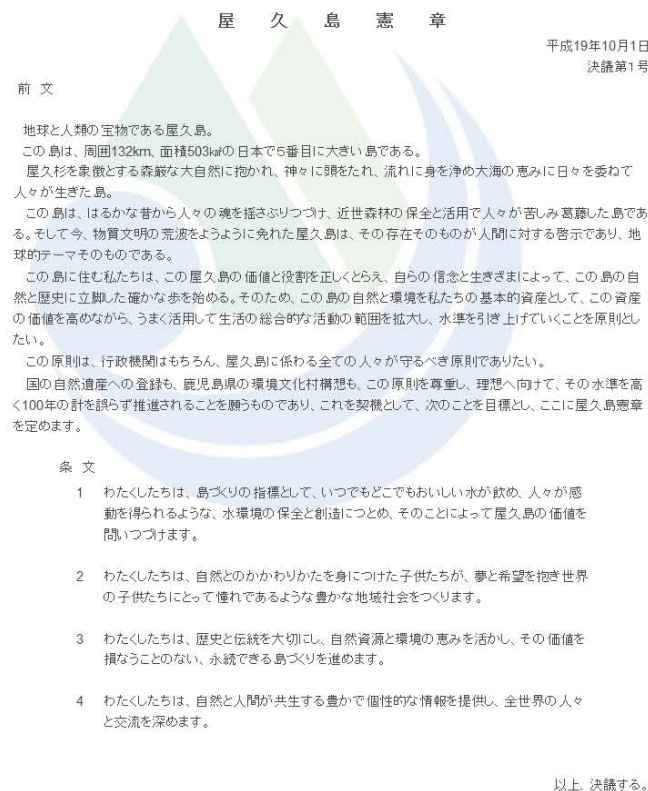 屋久島憲章
平成19年10月1日
決議第1号
前文
地球と人類の宝物である屋久島。
この島は、周囲132km、面積503㎢の日本で5番目に大きい島である。
屋久杉を象徴とする森厳な大自然に抱かれ、神々に頭をたれ、流れに身を浄め大海の恵みに日々を委ねて
人々が生きた島。
この島は、はるかな昔から人々の魂を揺さぶりつづけ、近世森林の保全と活用で人々が苦しみ葛藤した島であ
る。そして今、物質文明の荒波をようように免れた屋久島は、その存在そのものが人間に対する啓示であり、地
球的テーマそのものである。
この島に住む私たちは、この屋久島の価値と役割を正しくとらえ、自らの信念と生きざまによって、この島の自
然と歴史に立脚した確かな歩を始める。そのため、この島の自然と環境を私たちの基本的資産として、この資産
の価値を高めながら、うまく活用して生活の総合的な活動の範囲を拡大し、水準を引き上げていくことを原則とし
たい。
この原則は、行政機関はもちろん、屋久島に係わる全ての人々が守るべき原則でありたい。
国の自然遺産への登録も、鹿児島県の環境文化村構想も、この原則を尊重し、理想へ向けて、その水準を高
く100年の計を誤らず推進されることを願うものであり、これを契機として、次のことを目標とし、ここに屋久島憲章
を定めます。
条文
1 わたくしたちは、島づくりの指標として、いつでもどこでもおいしい水が飲め、人々が感
動を得られるような、水環境の保全と創造につとめ、そのことによって屋久島の価値を
問いつづけます。
2 わたくしたちは、自然とのかかわりかたを身につけた子供たちが、夢と希望を抱き世界
の子供たちにとって憧れであるような豊かな地域社会をつくります。
3 わたくしたちは、歴史と伝統を大切にし、自然資源と環境の恵みを活かし、その価値を
損なうことのない、永続できる島づくりを進めます。
4 わたくしたちは、自然と人間が共生する豊かで個性的な情報を提供し、全世界の人々
と交流を深めます。
以上、決議する。